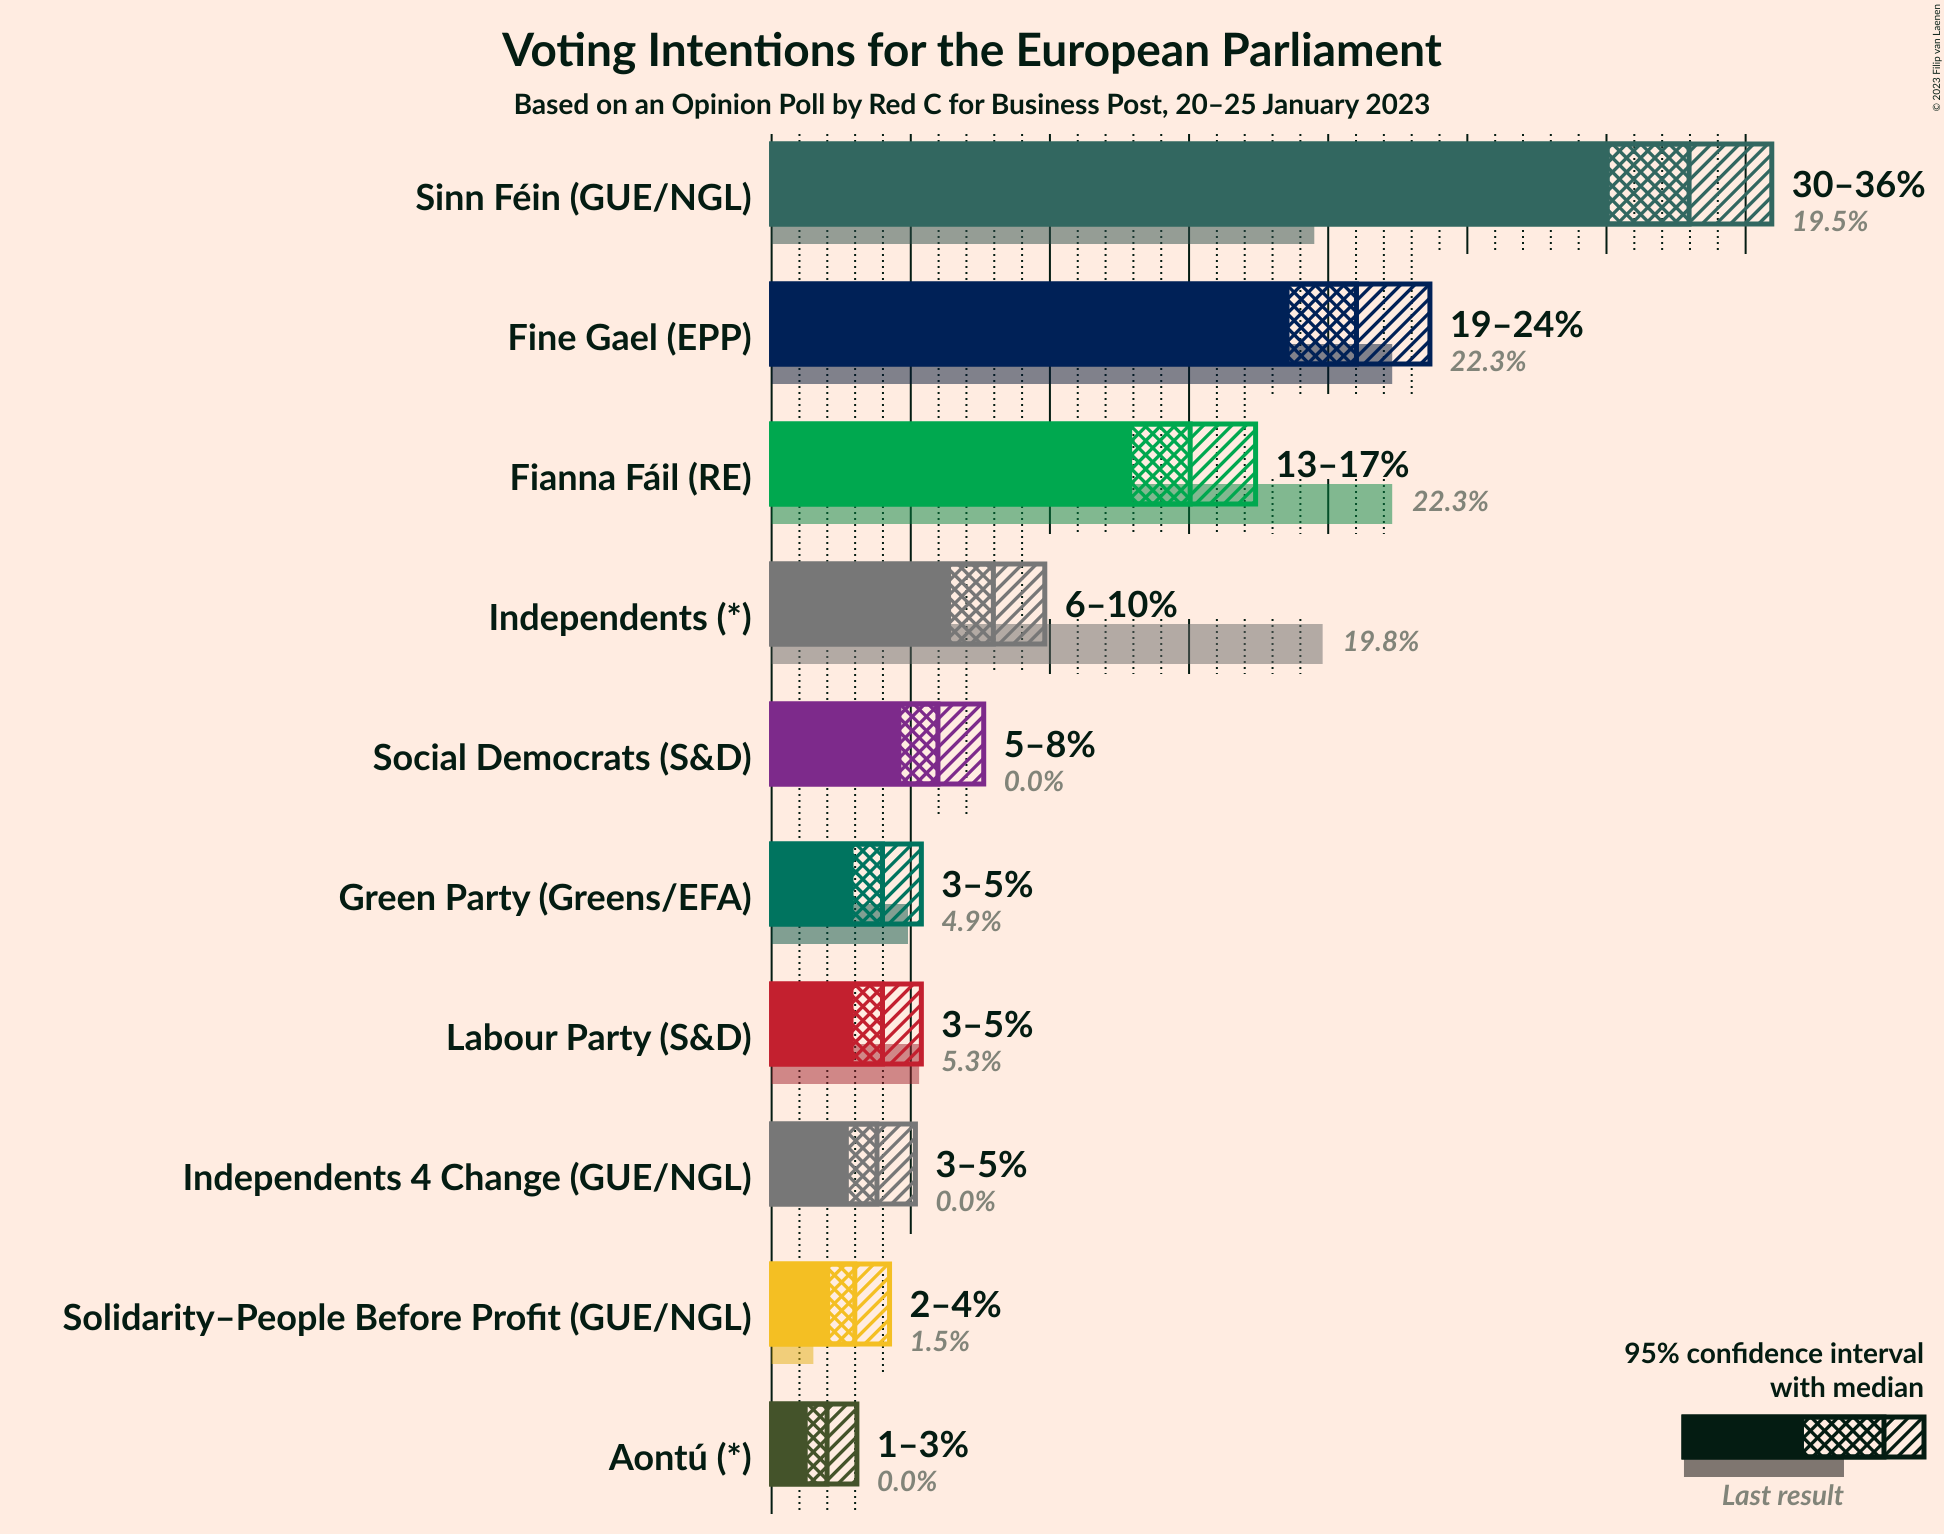 Voting Intentions for the European Parliament
Based on an Opinion Poll by Red C for Business Post, 20–25 January 2023
© 2023 Filip van Laenen
Sinn Féin (GUE/NGL)
30–36%
19.5%
Fine Gael (EPP)
19–24%
22.3%
Fianna Fáil (RE)
13–17%
22.3%
Independents (*)
6–10%
19.8%
Social Democrats (S&D)
5–8%
0.0%
Green Party (Greens/EFA)
3–5%
4.9%
Labour Party (S&D)
3–5%
5.3%
Independents 4 Change (GUE/NGL)
3–5%
0.0%
Solidarity–People Before Profit (GUE/NGL)
2–4%
1.5%
Aontú (*)
1–3%
0.0%
95% confidence interval
with median
Last result